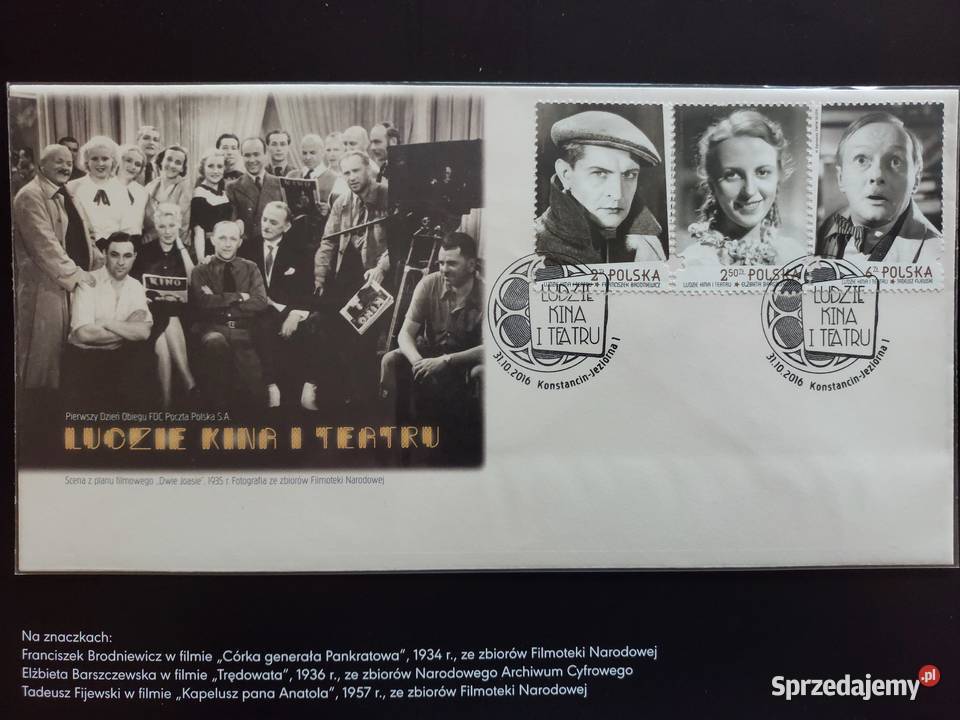 KINO
KINO
Pierwszy Dzień Obiegu FDC Poczta Polska S.A.
LUDZIE KINA I TEATRU
Scena z planu filmowego „Dwie Joasie”, 1935 r. Fotografia ze zbiorów Filmoteki Narodowej
POLSKA
LUDZIE KINA I TEATRU FRANCISZEK BRODNIEWICZ
2,50 ZŁ POLSKA
LUDZIE KINA I TEATRU ELŻBIETA
6 ZŁ POLSKA
LUDZIE KINA I TEATRU TADEUSZ FIJEWSKI
LUDZIE
KINA
I TEATRU
31.10.2016 Konstancin-Jeziorna 1
LUDZIE
KINA
I TEATRU
31.10.2016 Konstancin-Jeziorna 1
Na znaczkach:
Franciszek Brodniewicz w filmie „Córka generała Pankratowa”, 1934 r., ze zbiorów Filmoteki Narodowej
Elżbieta Barszczewska w filmie „Trędowata”, 1936 r., ze zbiorów Narodowego Archiwum Cyfrowego
Tadeusz Fijewski w filmie „Kapelusz pana Anatola”, 1957 r., ze zbiorów Filmoteki Narodowej
Sprzedajemy.pl